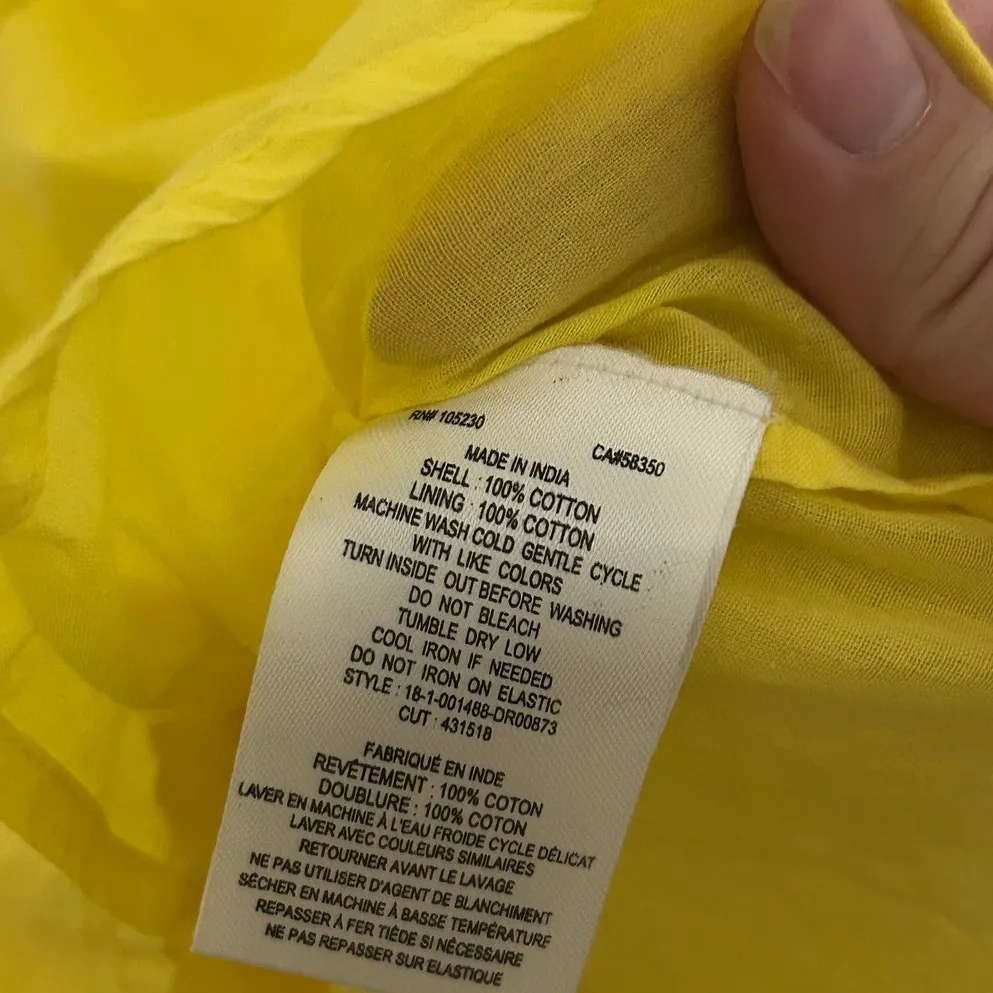 RN# 105230
CA#58350
MADE IN INDIA
SHELL : 100% COTTON
LINING : 100% COTTON
MACHINE WASH COLD GENTLE CYCLE
WITH LIKE COLORS
TURN INSIDE OUT BEFORE WASHING
DO NOT BLEACH
TUMBLE DRY LOW
COOL IRON IF NEEDED
DO NOT IRON ON ELASTIC
STYLE : 18-1-001488-DR00873
CUT : 431518
FABRIQUÉ EN INDE
REVÊTEMENT : 100% COTON
DOUBLURE : 100% COTON
LAVER EN MACHINE À L'EAU FROIDE CYCLE DÉLICAT
LAVER AVEC COULEURS SIMILAIRES
RETOURNER AVANT LE LAVAGE
NE PAS UTILISER D'AGENT DE BLANCHIMENT
SÉCHER EN MACHINE À BASSE TEMPÉRATURE
REPASSER À FER TIÉDE SI NÉCESSAIRE
NE PAS REPASSER SUR ELASTIQUE